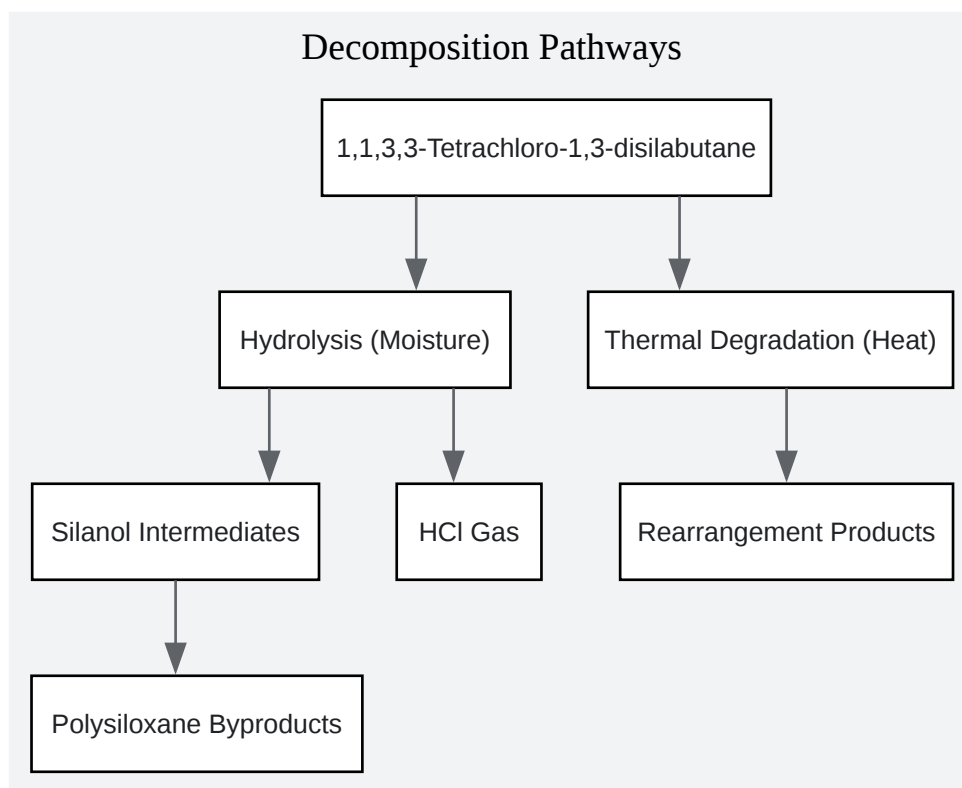 Decomposition Pathways
1,1,3,3-Tetrachloro-1,3-disilabutane
Hydrolysis (Moisture)
Thermal Degradation (Heat)
Silanol Intermediates
HCl Gas
Rearrangement Products
Polysiloxane Byproducts